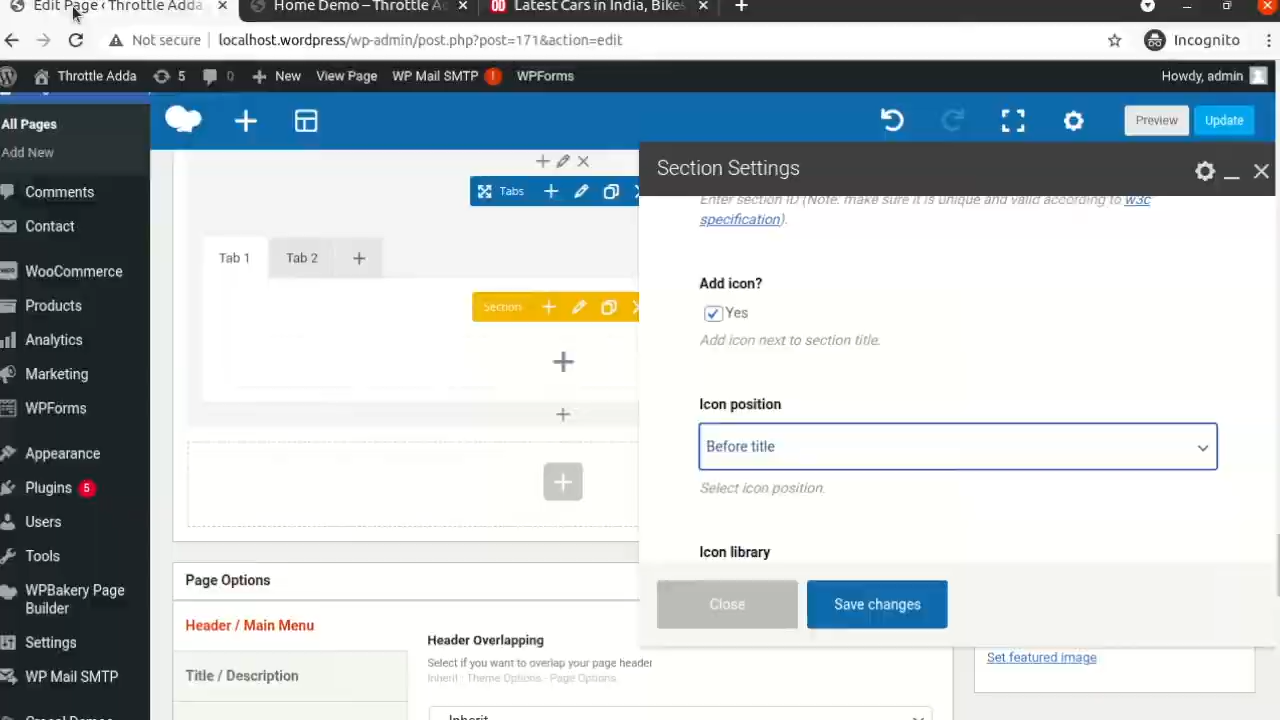 Edit Page ‹ Throttle Adda
Home Demo – Throttle Ad
Latest Cars in India, Bikes
Not secure
localhost.wordpress/wp-admin/post.php?post=171&action=edit
Incognito
Throttle Adda
5
0
New
View Page
WP Mail SMTP
!
WPForms
Howdy, admin
All Pages
Add New
Comments
Contact
WooCommerce
Products
Analytics
Marketing
WPForms
Appearance
Plugins 5
Users
Tools
WPBakery Page
Builder
Settings
WP Mail SMTP
Preview
Update
Tabs
Tab 1
Tab 2
Section
Section Settings
Enter section ID (Note: make sure it is unique and valid according to w3c
specification).
Add icon?
Yes
Add icon next to section title.
Icon position
Before title
Select icon position.
Icon library
Close
Save changes
Page Options
Header / Main Menu
Title / Description
Header Overlapping
Select if you want to overlap your page header
Inherit - Theme Options - Page Options.
Inherit
Set featured image